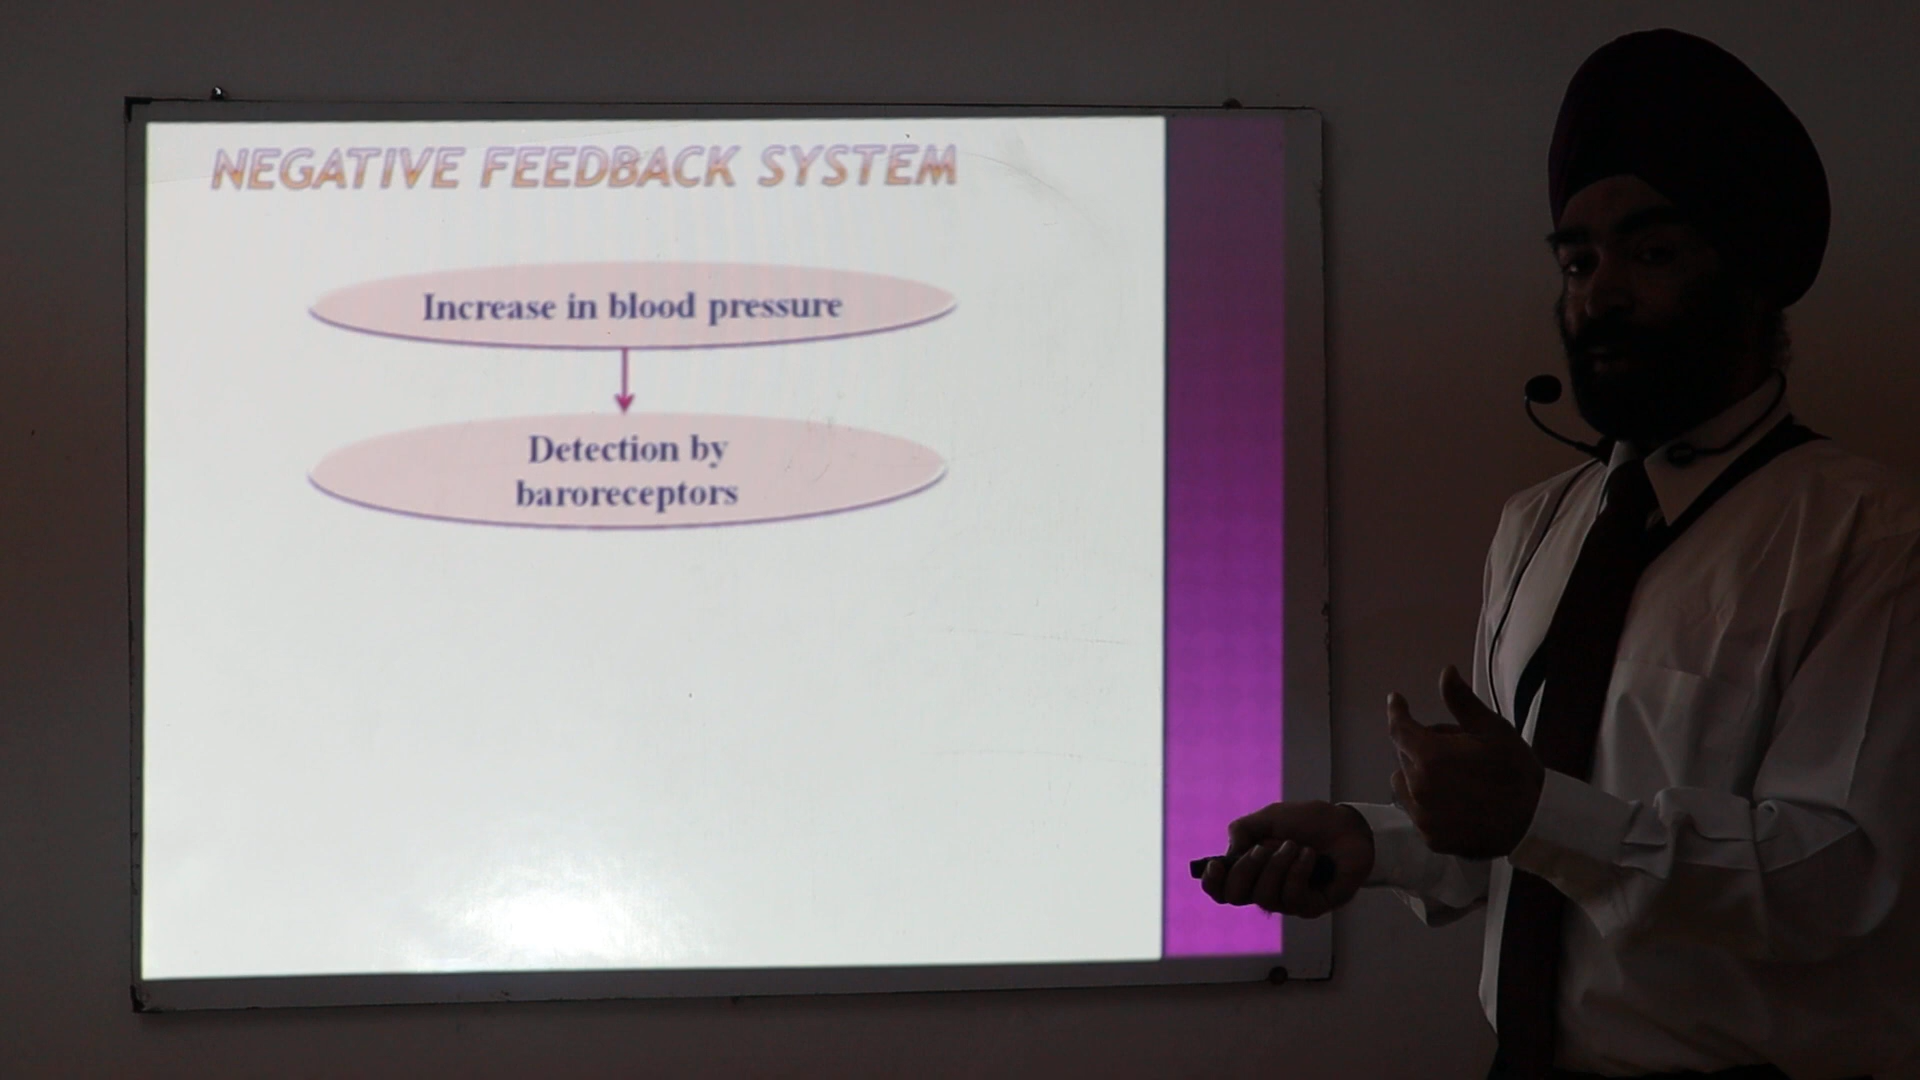 NEGATIVE FEEDBACK SYSTEM
Increase in blood pressure
Detection by
baroreceptors